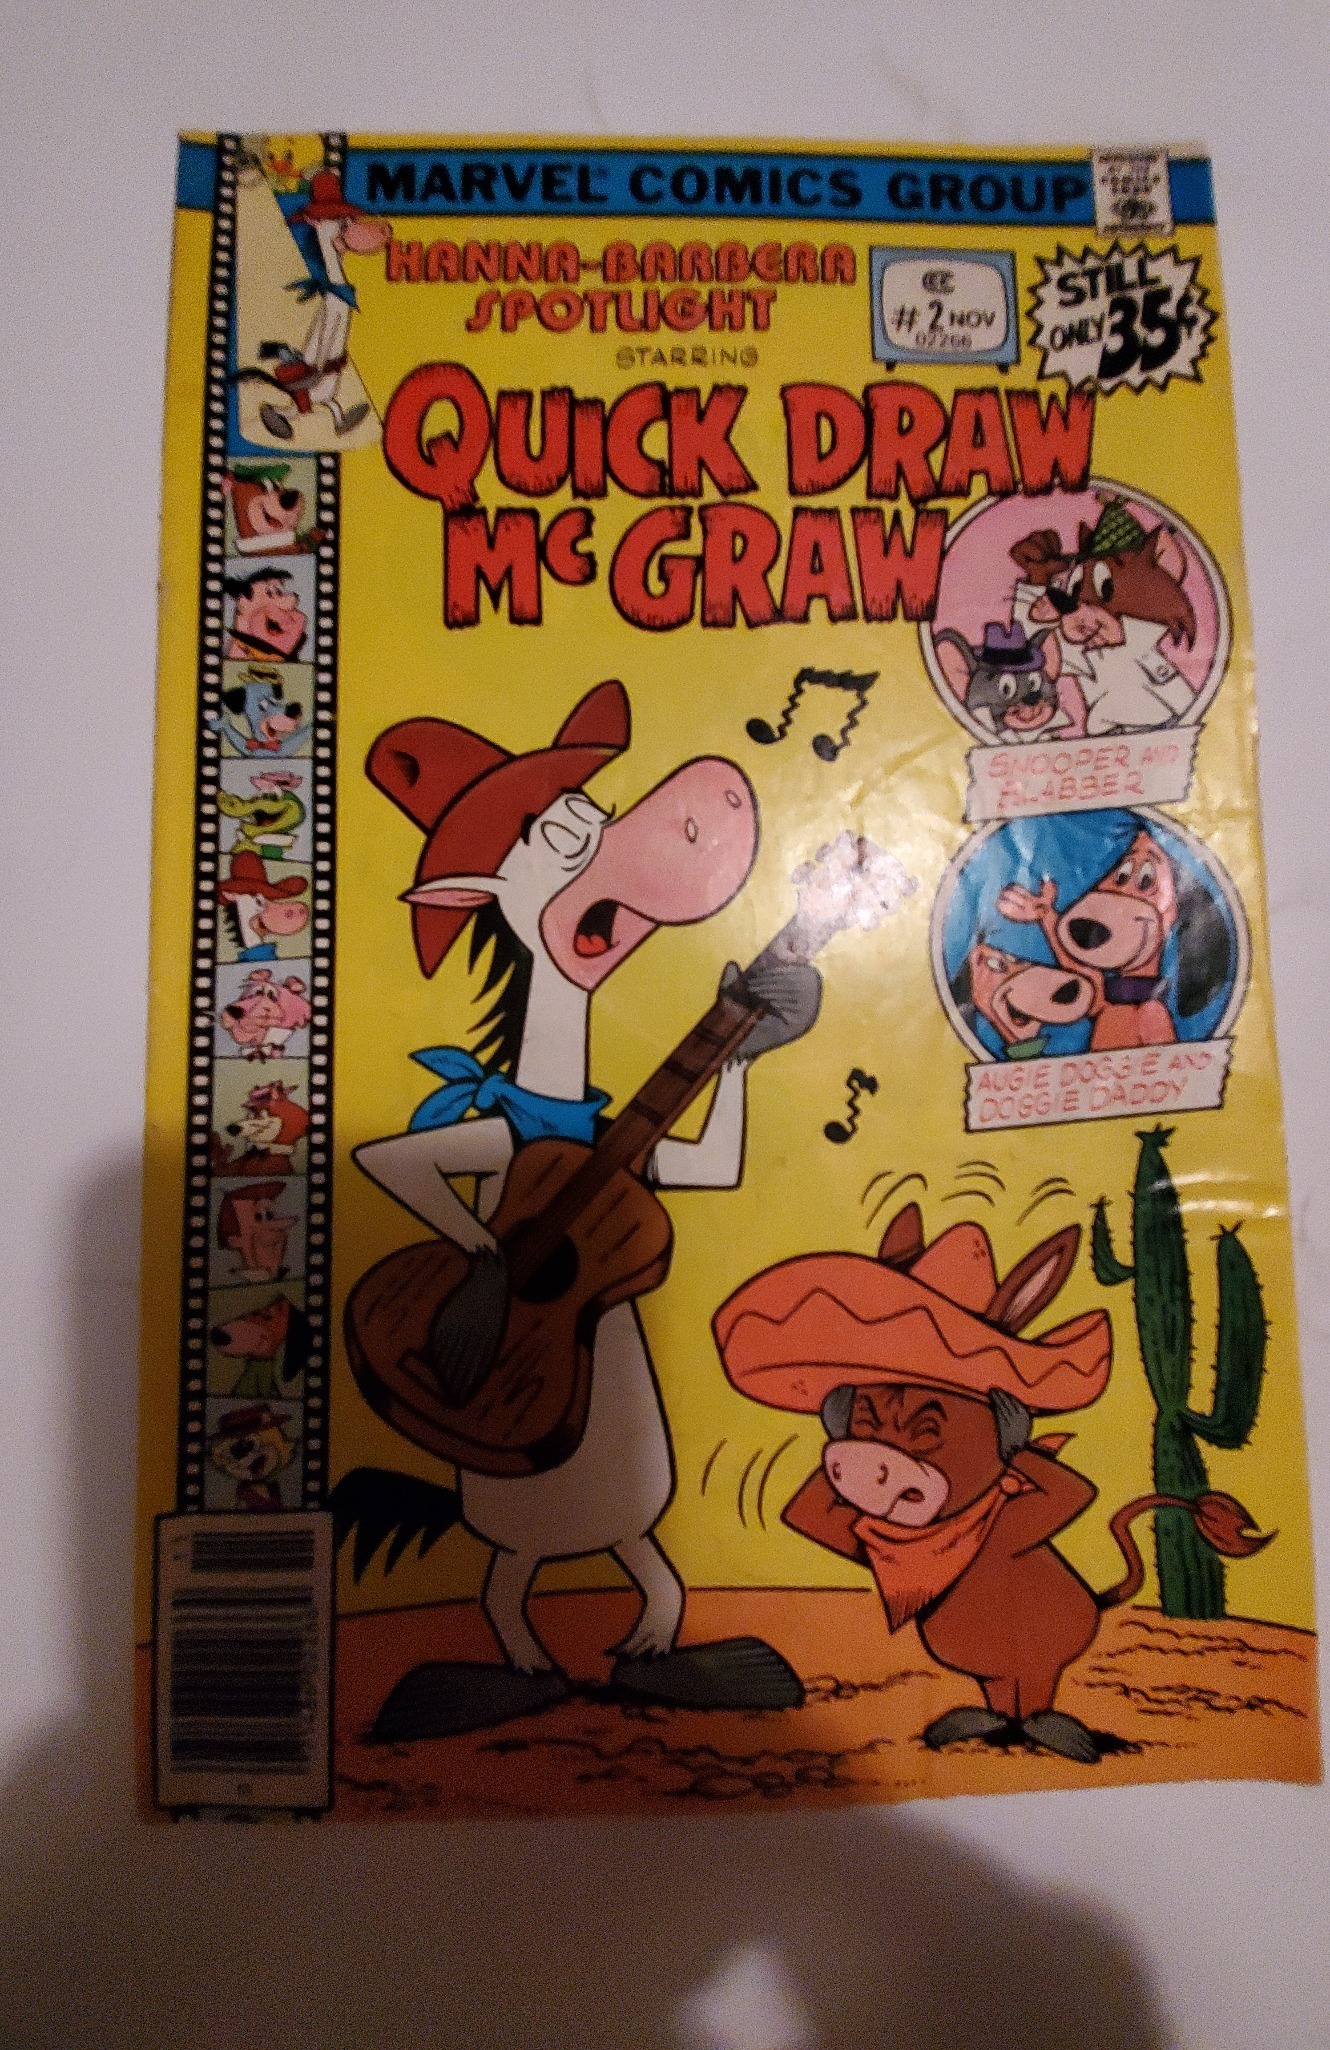 MARVEL COMICS GROUP
HANNA-BARBERA
SPOTLIGHT
STARRING
QUICK DRAW
McGRAW
CC
#2 NOV
02266
STILL
ONLY 35¢
SNOOPER AND
BLABBER
AUGIE DOGGIE AND
DOGGIE DADDY